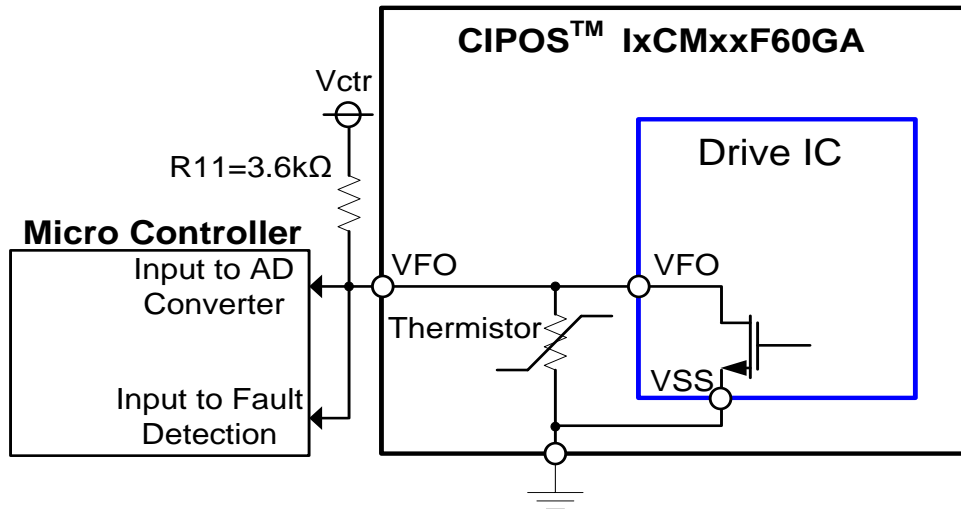 CIPOS™ IxCMxxF60GA
Vctr
Drive IC
R11=3.6kΩ
Micro Controller
Input to AD
Converter
VFO
VFO
Thermistor
VSS
Input to Fault
Detection